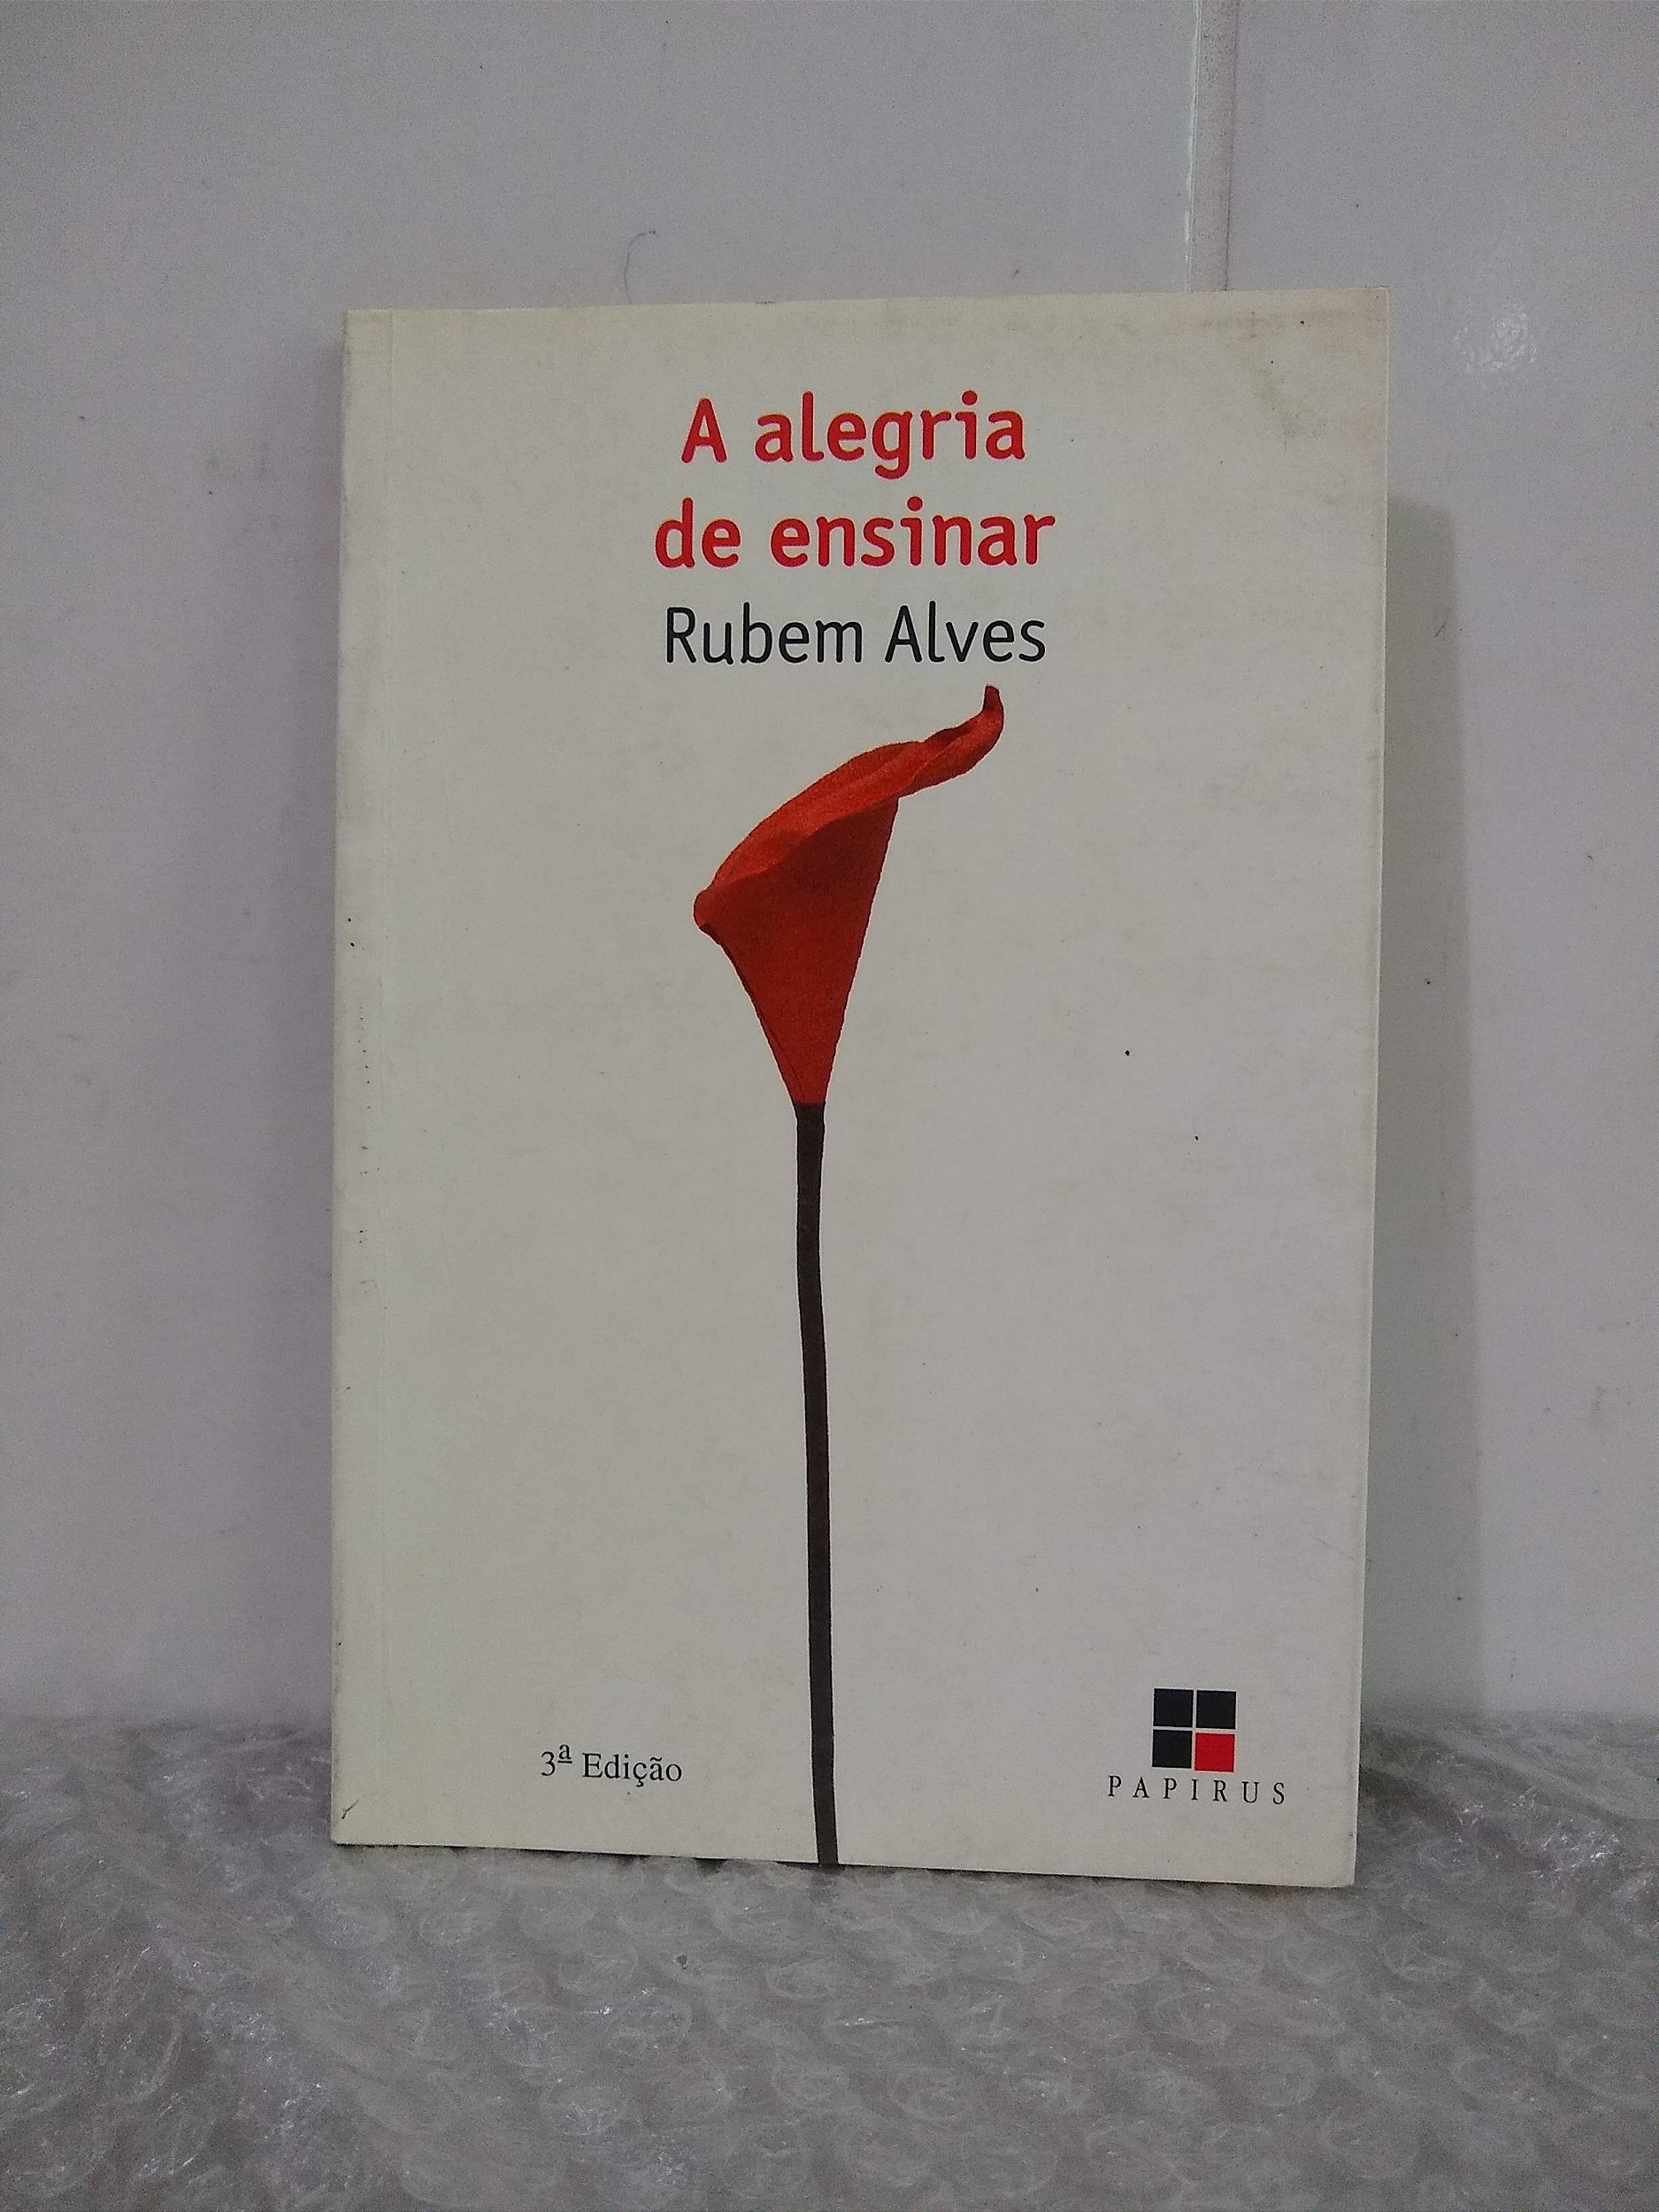 A alegria
de ensinar
Rubem Alves
3ª Edição
PAPIRUS